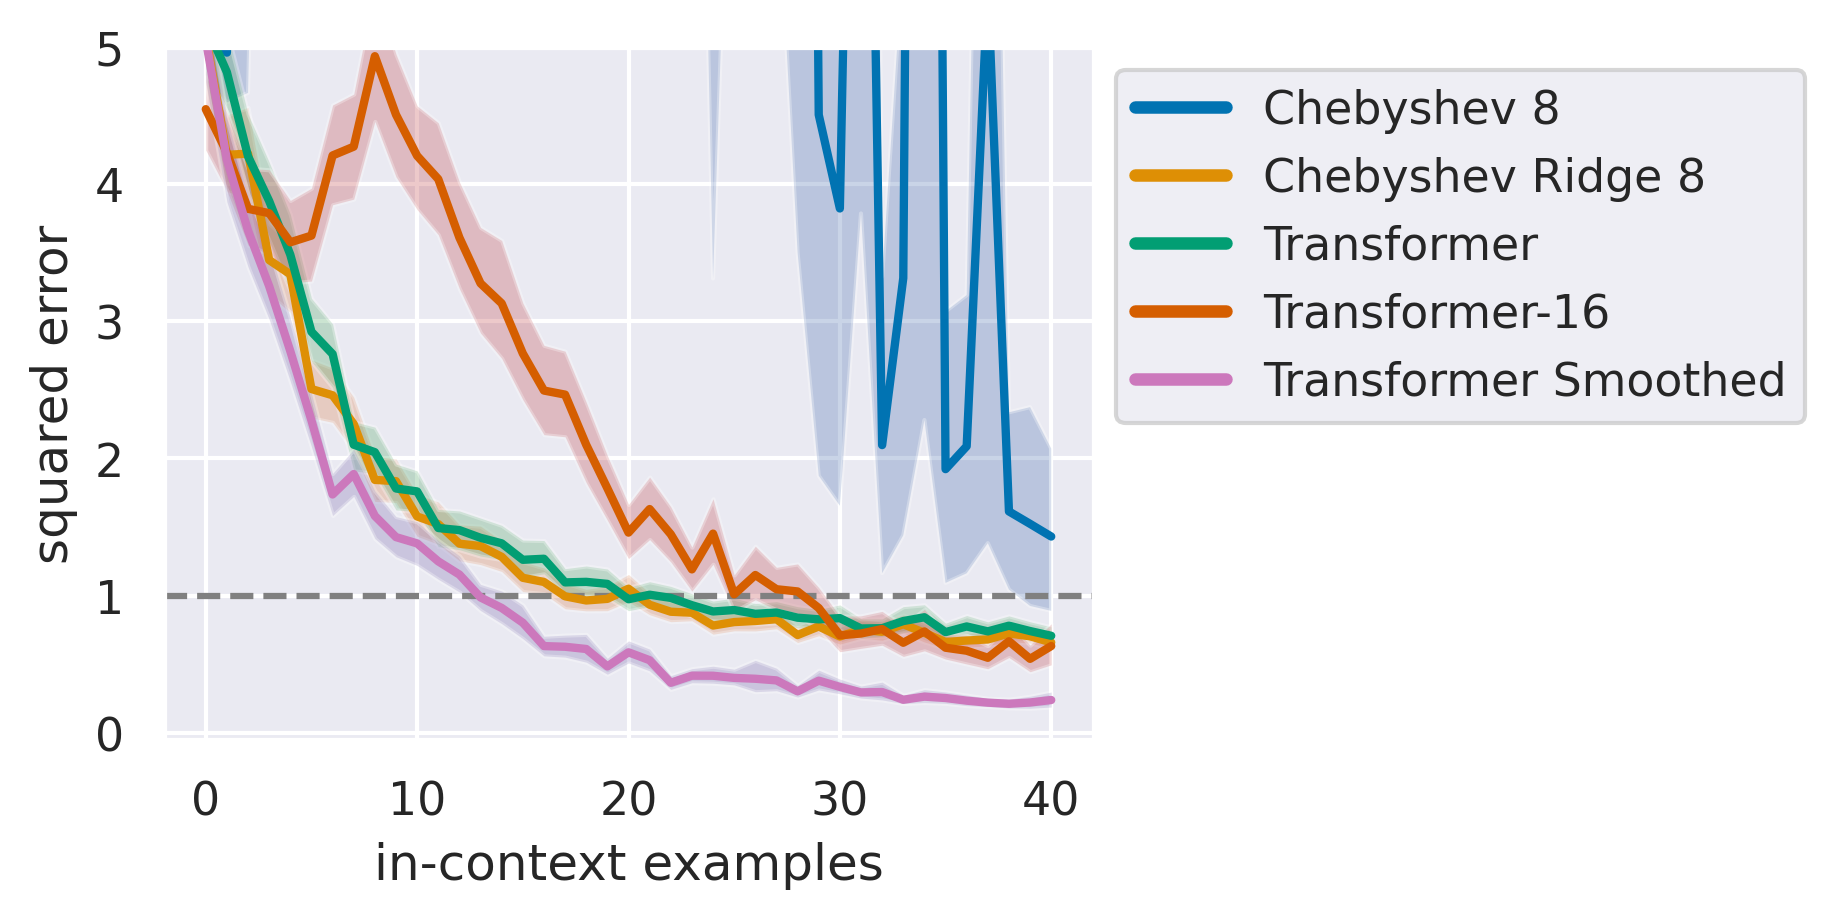 squared error
5
4
3
2
1
0
0 10 20 30 40
in-context examples
Chebyshev 8
Chebyshev Ridge 8
Transformer
Transformer-16
Transformer Smoothed